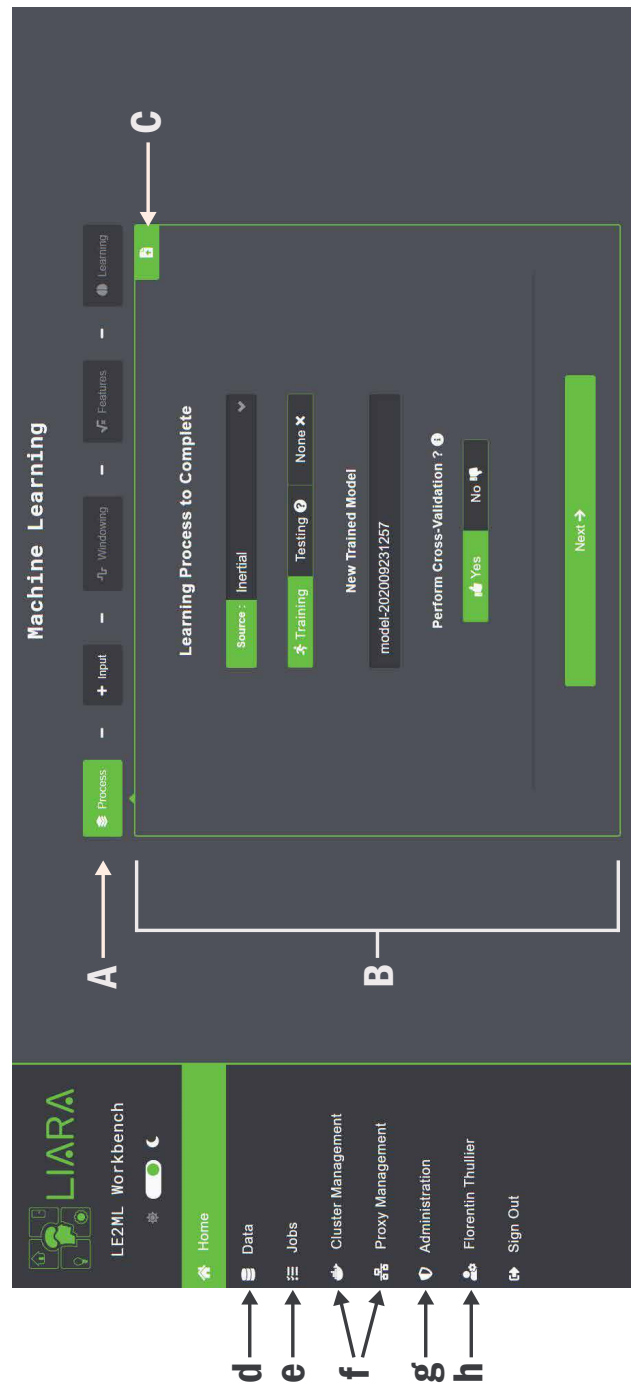 LIARA
LE2ML Workbench
Home
d
Data
e
Jobs
f
Cluster Management
Proxy Management
g
Administration
h
Florentin Thullier
Sign Out
Machine Learning
A
Process - Input - Windowing - Features - Learning
B
C
Learning Process to Complete
Source : Inertial
Training Testing None
New Trained Model
model-202009231257
Perform Cross-Validation ?
Yes No
Next